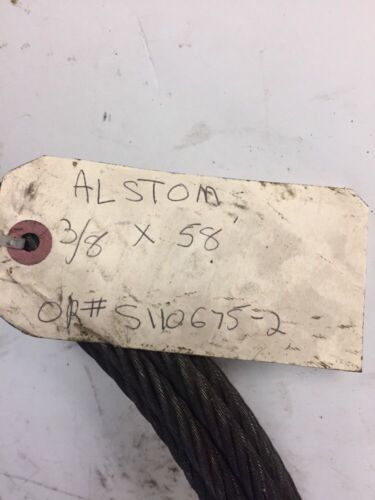 ALSTOM
3/8 X 58'
OR# S110675-2